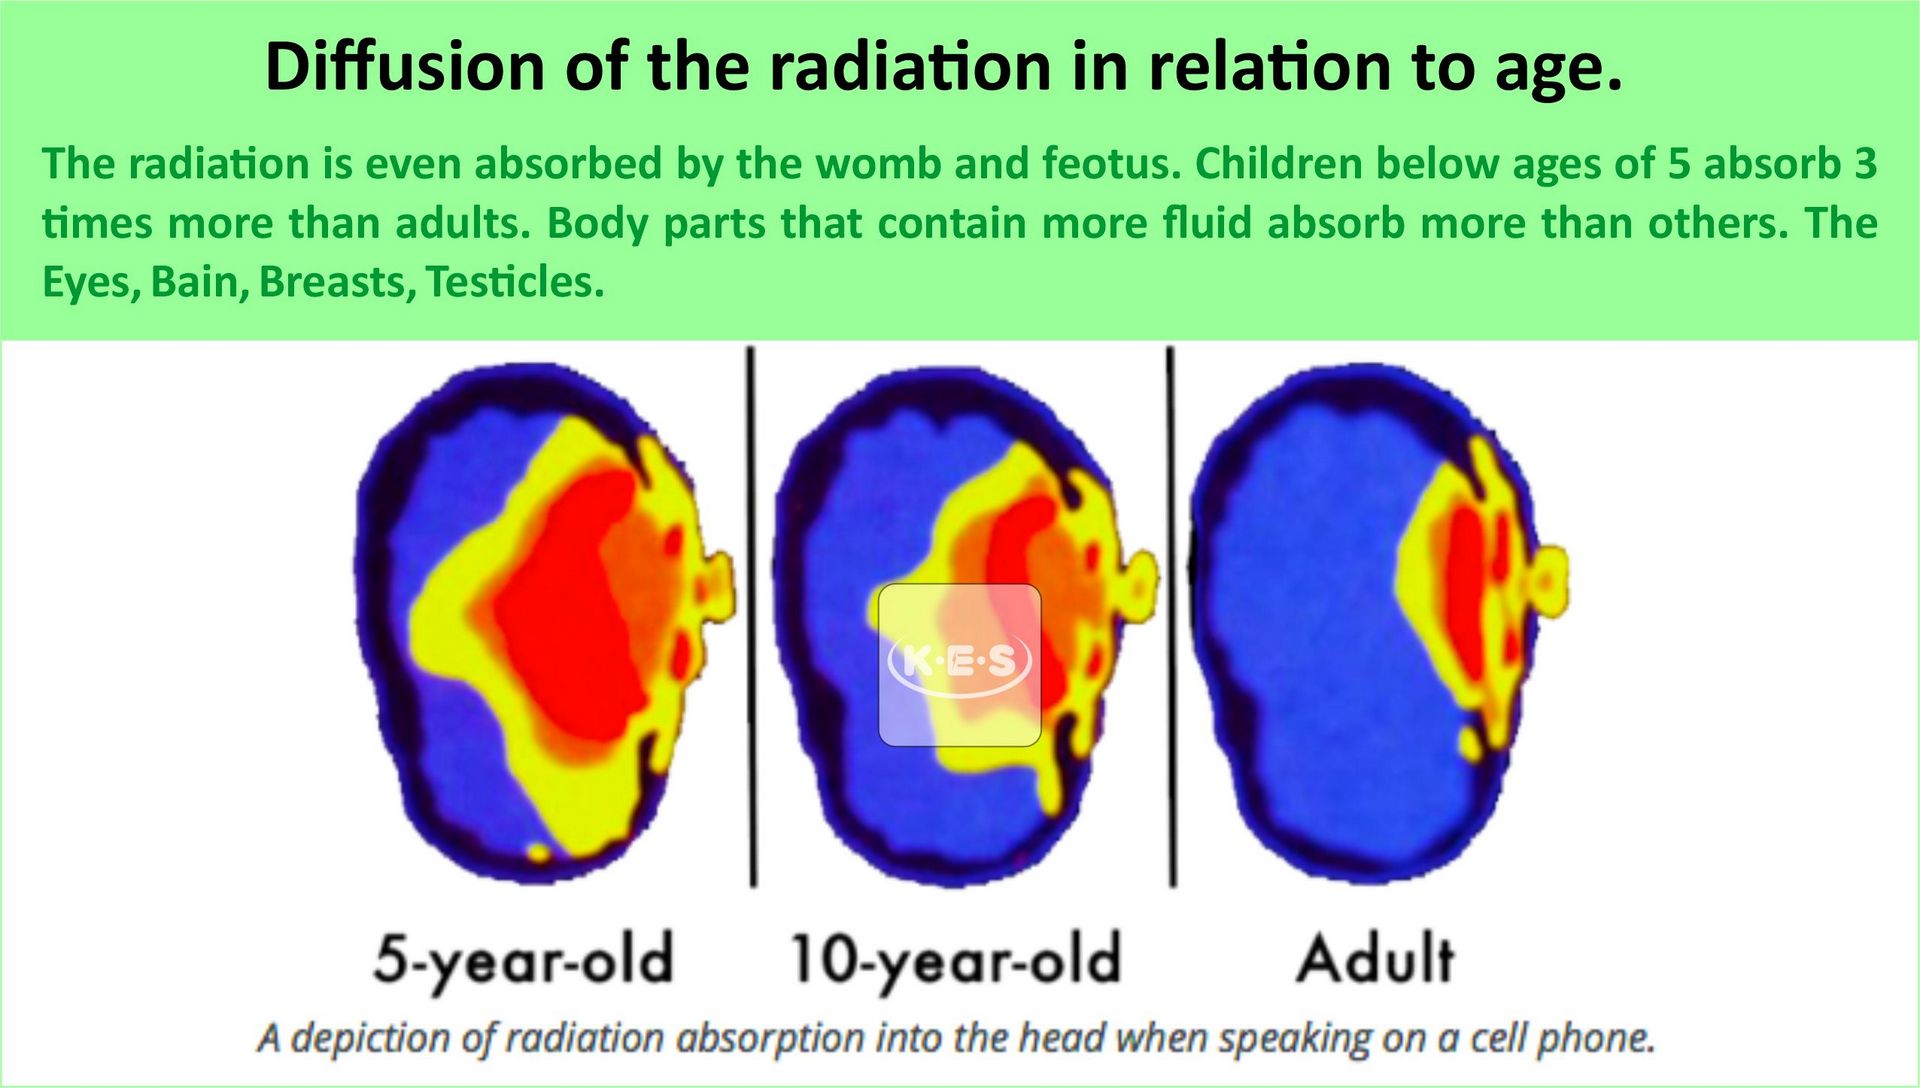 Diffusion of the radiation in relation to age.
The radiation is even absorbed by the womb and feotus. Children below ages of 5 absorb 3
times more than adults. Body parts that contain more fluid absorb more than others. The
Eyes, Bain, Breasts, Testicles.
K·E·S
5-year-old
10-year-old
Adult
A depiction of radiation absorption into the head when speaking on a cell phone.